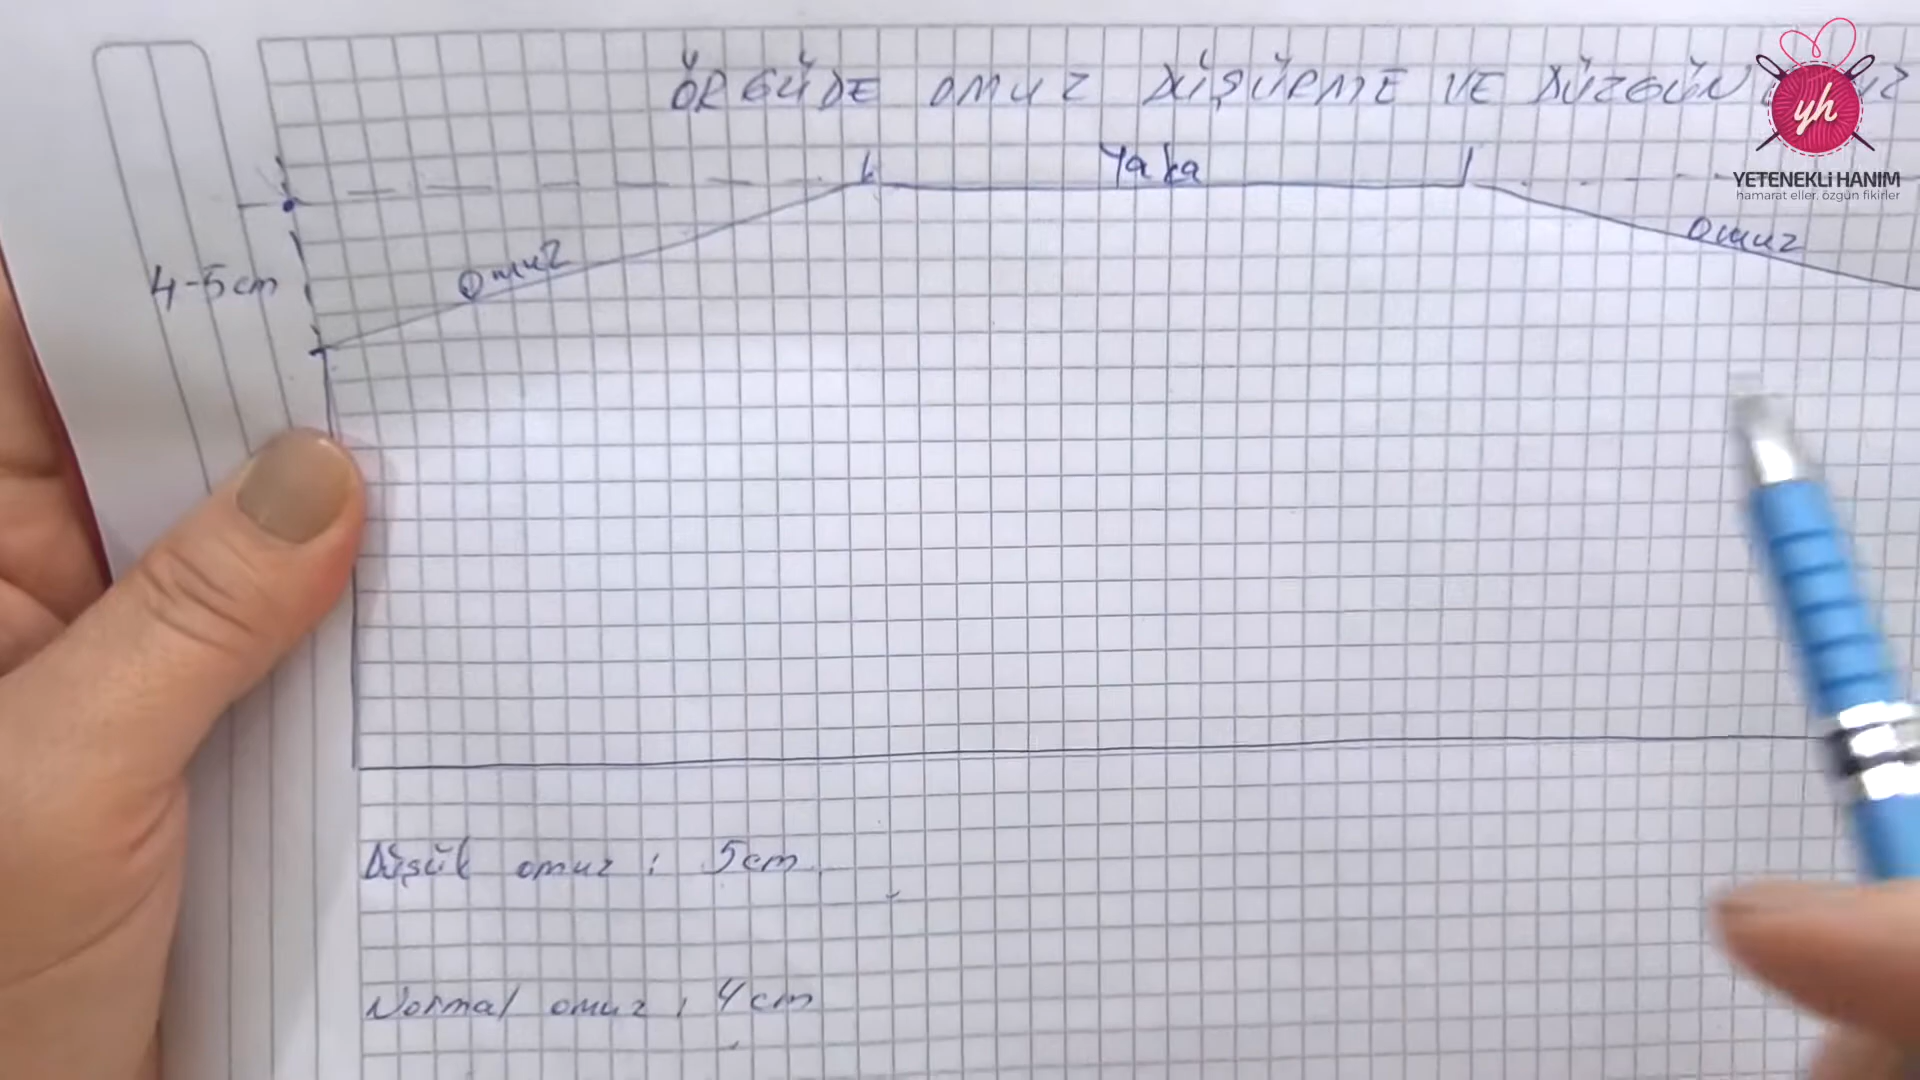 ÖRGÜDE OMUZ DÜŞÜRME VE DÜZGÜN
yh
YETENEKLİ HANIM
hamarat eller, özgün fikirler
Yaka
Omuz
Omuz
4-5cm
Düşük omuz : 5cm
Normal omuz : 4cm